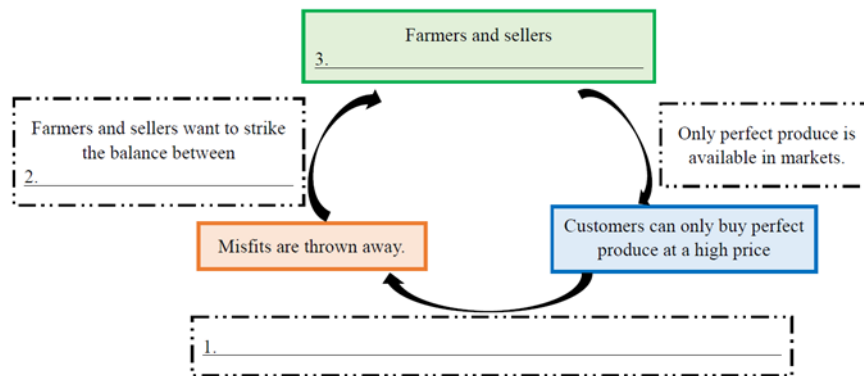 Farmers and sellers
3.
Farmers and sellers want to strike
the balance between
2.
Only perfect produce is
available in markets.
Misfits are thrown away.
Customers can only buy perfect
produce at a high price
1.